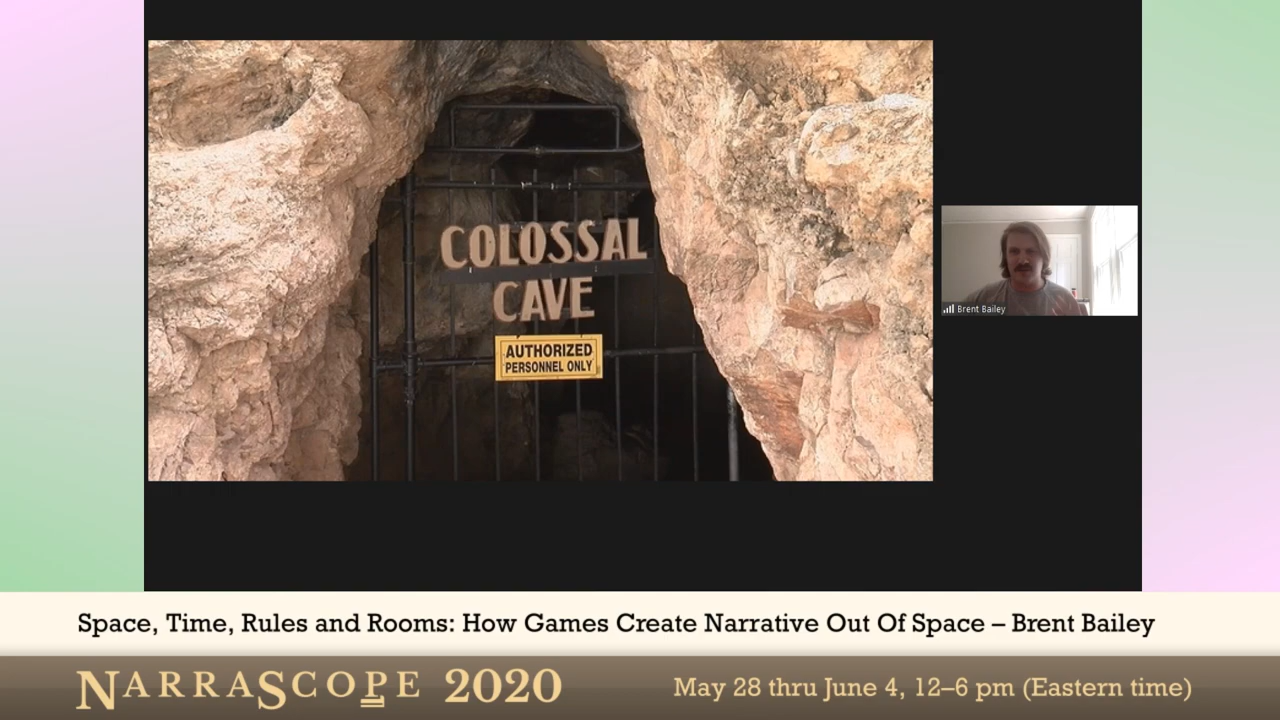 COLOSSAL
CAVE
AUTHORIZED
PERSONNEL ONLY
Brent Bailey
Space, Time, Rules and Rooms: How Games Create Narrative Out Of Space – Brent Bailey
NARRASCOPE 2020
May 28 thru June 4, 12–6 pm (Eastern time)